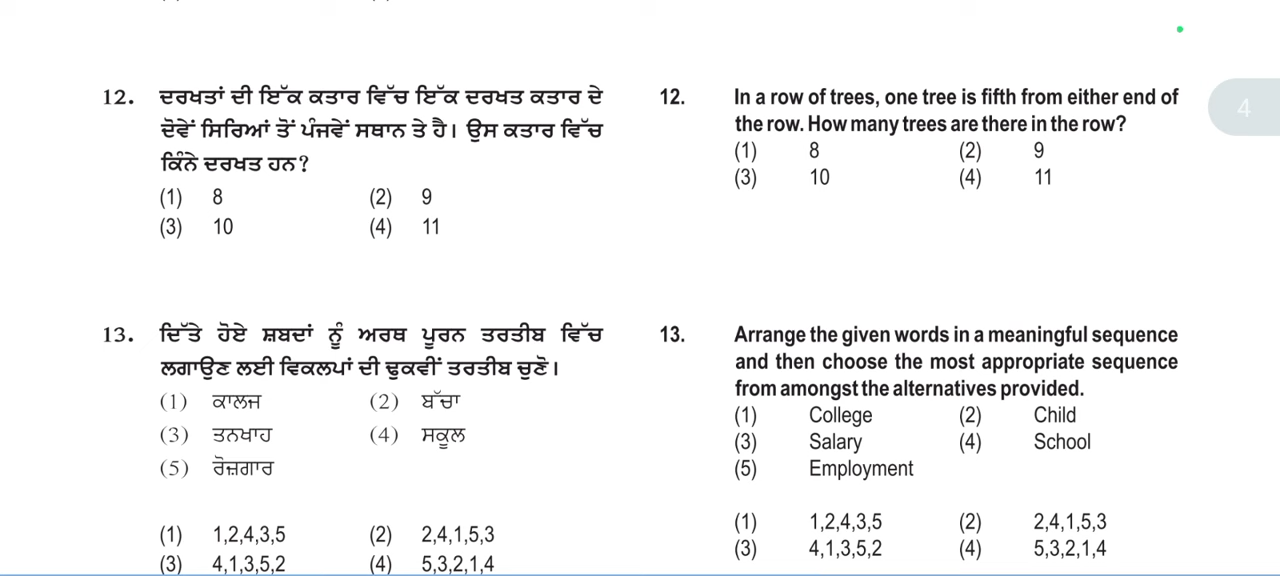 12. ਦਰਖਤਾਂ ਦੀ ਇੱਕ ਕਤਾਰ ਵਿੱਚ ਇੱਕ ਦਰਖਤ ਕਤਾਰ ਦੇ
ਦੋਵੇਂ ਸਿਰਿਆਂ ਤੋਂ ਪੰਜਵੇਂ ਸਥਾਨ ਤੇ ਹੈ। ਉਸ ਕਤਾਰ ਵਿੱਚ
ਕਿੰਨੇ ਦਰਖਤ ਹਨ?
(1) 8 (2) 9
(3) 10 (4) 11
13. ਦਿੱਤੇ ਹੋਏ ਸ਼ਬਦਾਂ ਨੂੰ ਅਰਥ ਪੂਰਨ ਤਰਤੀਬ ਵਿੱਚ
ਲਗਾਉਣ ਲਈ ਵਿਕਲਪਾਂ ਦੀ ਢੁਕਵੀਂ ਤਰਤੀਬ ਚੁਣੋ।
(1) ਕਾਲਜ (2) ਬੱਚਾ
(3) ਤਨਖਾਹ (4) ਸਕੂਲ
(5) ਰੋਜ਼ਗਾਰ
(1) 1,2,4,3,5 (2) 2,4,1,5,3
(3) 4,1,3,5,2 (4) 5,3,2,1,4
12. In a row of trees, one tree is fifth from either end of
the row. How many trees are there in the row?
(1) 8 (2) 9
(3) 10 (4) 11
13. Arrange the given words in a meaningful sequence
and then choose the most appropriate sequence
from amongst the alternatives provided.
(1) College (2) Child
(3) Salary (4) School
(5) Employment
(1) 1,2,4,3,5 (2) 2,4,1,5,3
(3) 4,1,3,5,2 (4) 5,3,2,1,4
4